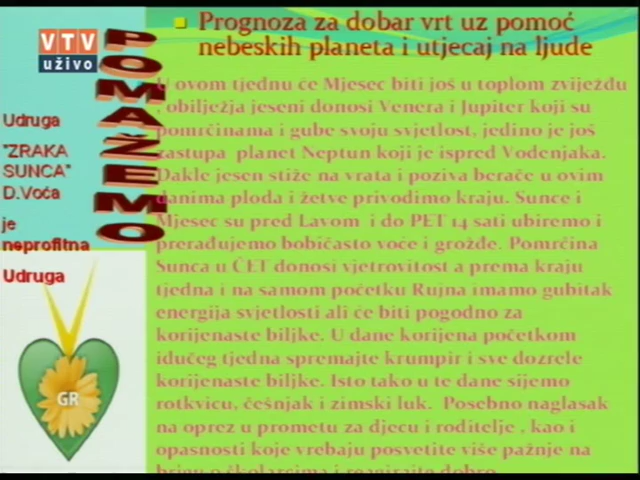 VTV
uživo
POMAŽEMO
Udruga
"ZRAKA
SUNCA"
D.Voća
je
neprofitna
Udruga
GR
Prognoza za dobar vrt uz pomoć
nebeskih planeta i utjecaj na ljude
U ovom tjednu će Mjesec biti još u toplom zviježdu
, obilježja jeseni donosi Venera i Jupiter koji su
pomrčinama i gube svoju svjetlost, jedino je još
zastupa planet Neptun koji je ispred Vodenjaka.
Dakle jesen stiže na vrata i poziva berače u ovim
danima ploda i žetve privodimo kraju. Sunce i
Mjesec su pred Lavom i do PET 14 sati ubiremo i
prerađujemo bobičasto voće i grožđe. Pomrčina
Sunca u ČET donosi vjetrovitost a prema kraju
tjedna i na samom početku Rujna imamo gubitak
energija svjetlosti ali će biti pogodno za
korijenaste biljke. U dane korijena početkom
idućeg tjedna spremajte krumpir i sve dozrele
korijenaste biljke. Isto tako u te dane sijemo
rotkvicu, češnjak i zimski luk. Posebno naglasak
na oprez u prometu za djecu i roditelje , kao i
opasnosti koje vrebaju posvetite više pažnje na
brigu o školarcima i reagirajte dobro